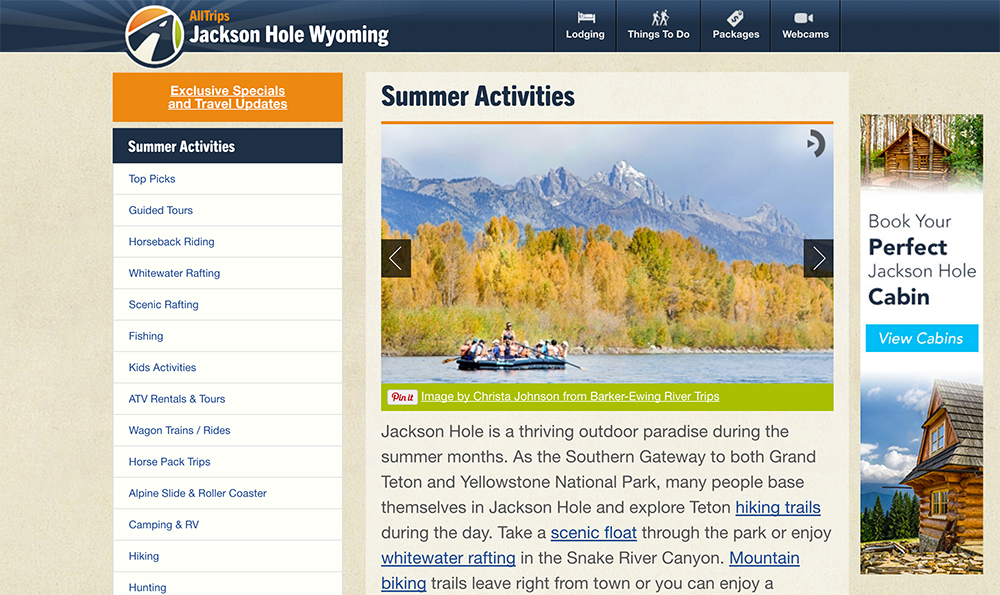 AllTrips
Jackson Hole Wyoming
Lodging
Things To Do
Packages
Webcams
Exclusive Specials
and Travel Updates
Summer Activities
Top Picks
Guided Tours
Horseback Riding
Whitewater Rafting
Scenic Rafting
Fishing
Kids Activities
ATV Rentals & Tours
Wagon Trains / Rides
Horse Pack Trips
Alpine Slide & Roller Coaster
Camping & RV
Hiking
Hunting
Summer Activities
Pin it
Image by Christa Johnson from Barker-Ewing River Trips
Jackson Hole is a thriving outdoor paradise during the
summer months. As the Southern Gateway to both Grand
Teton and Yellowstone National Park, many people base
themselves in Jackson Hole and explore Teton hiking trails
during the day. Take a scenic float through the park or enjoy
whitewater rafting in the Snake River Canyon. Mountain
biking trails leave right from town or you can enjoy a
Book Your
Perfect
Jackson Hole
Cabin
View Cabins